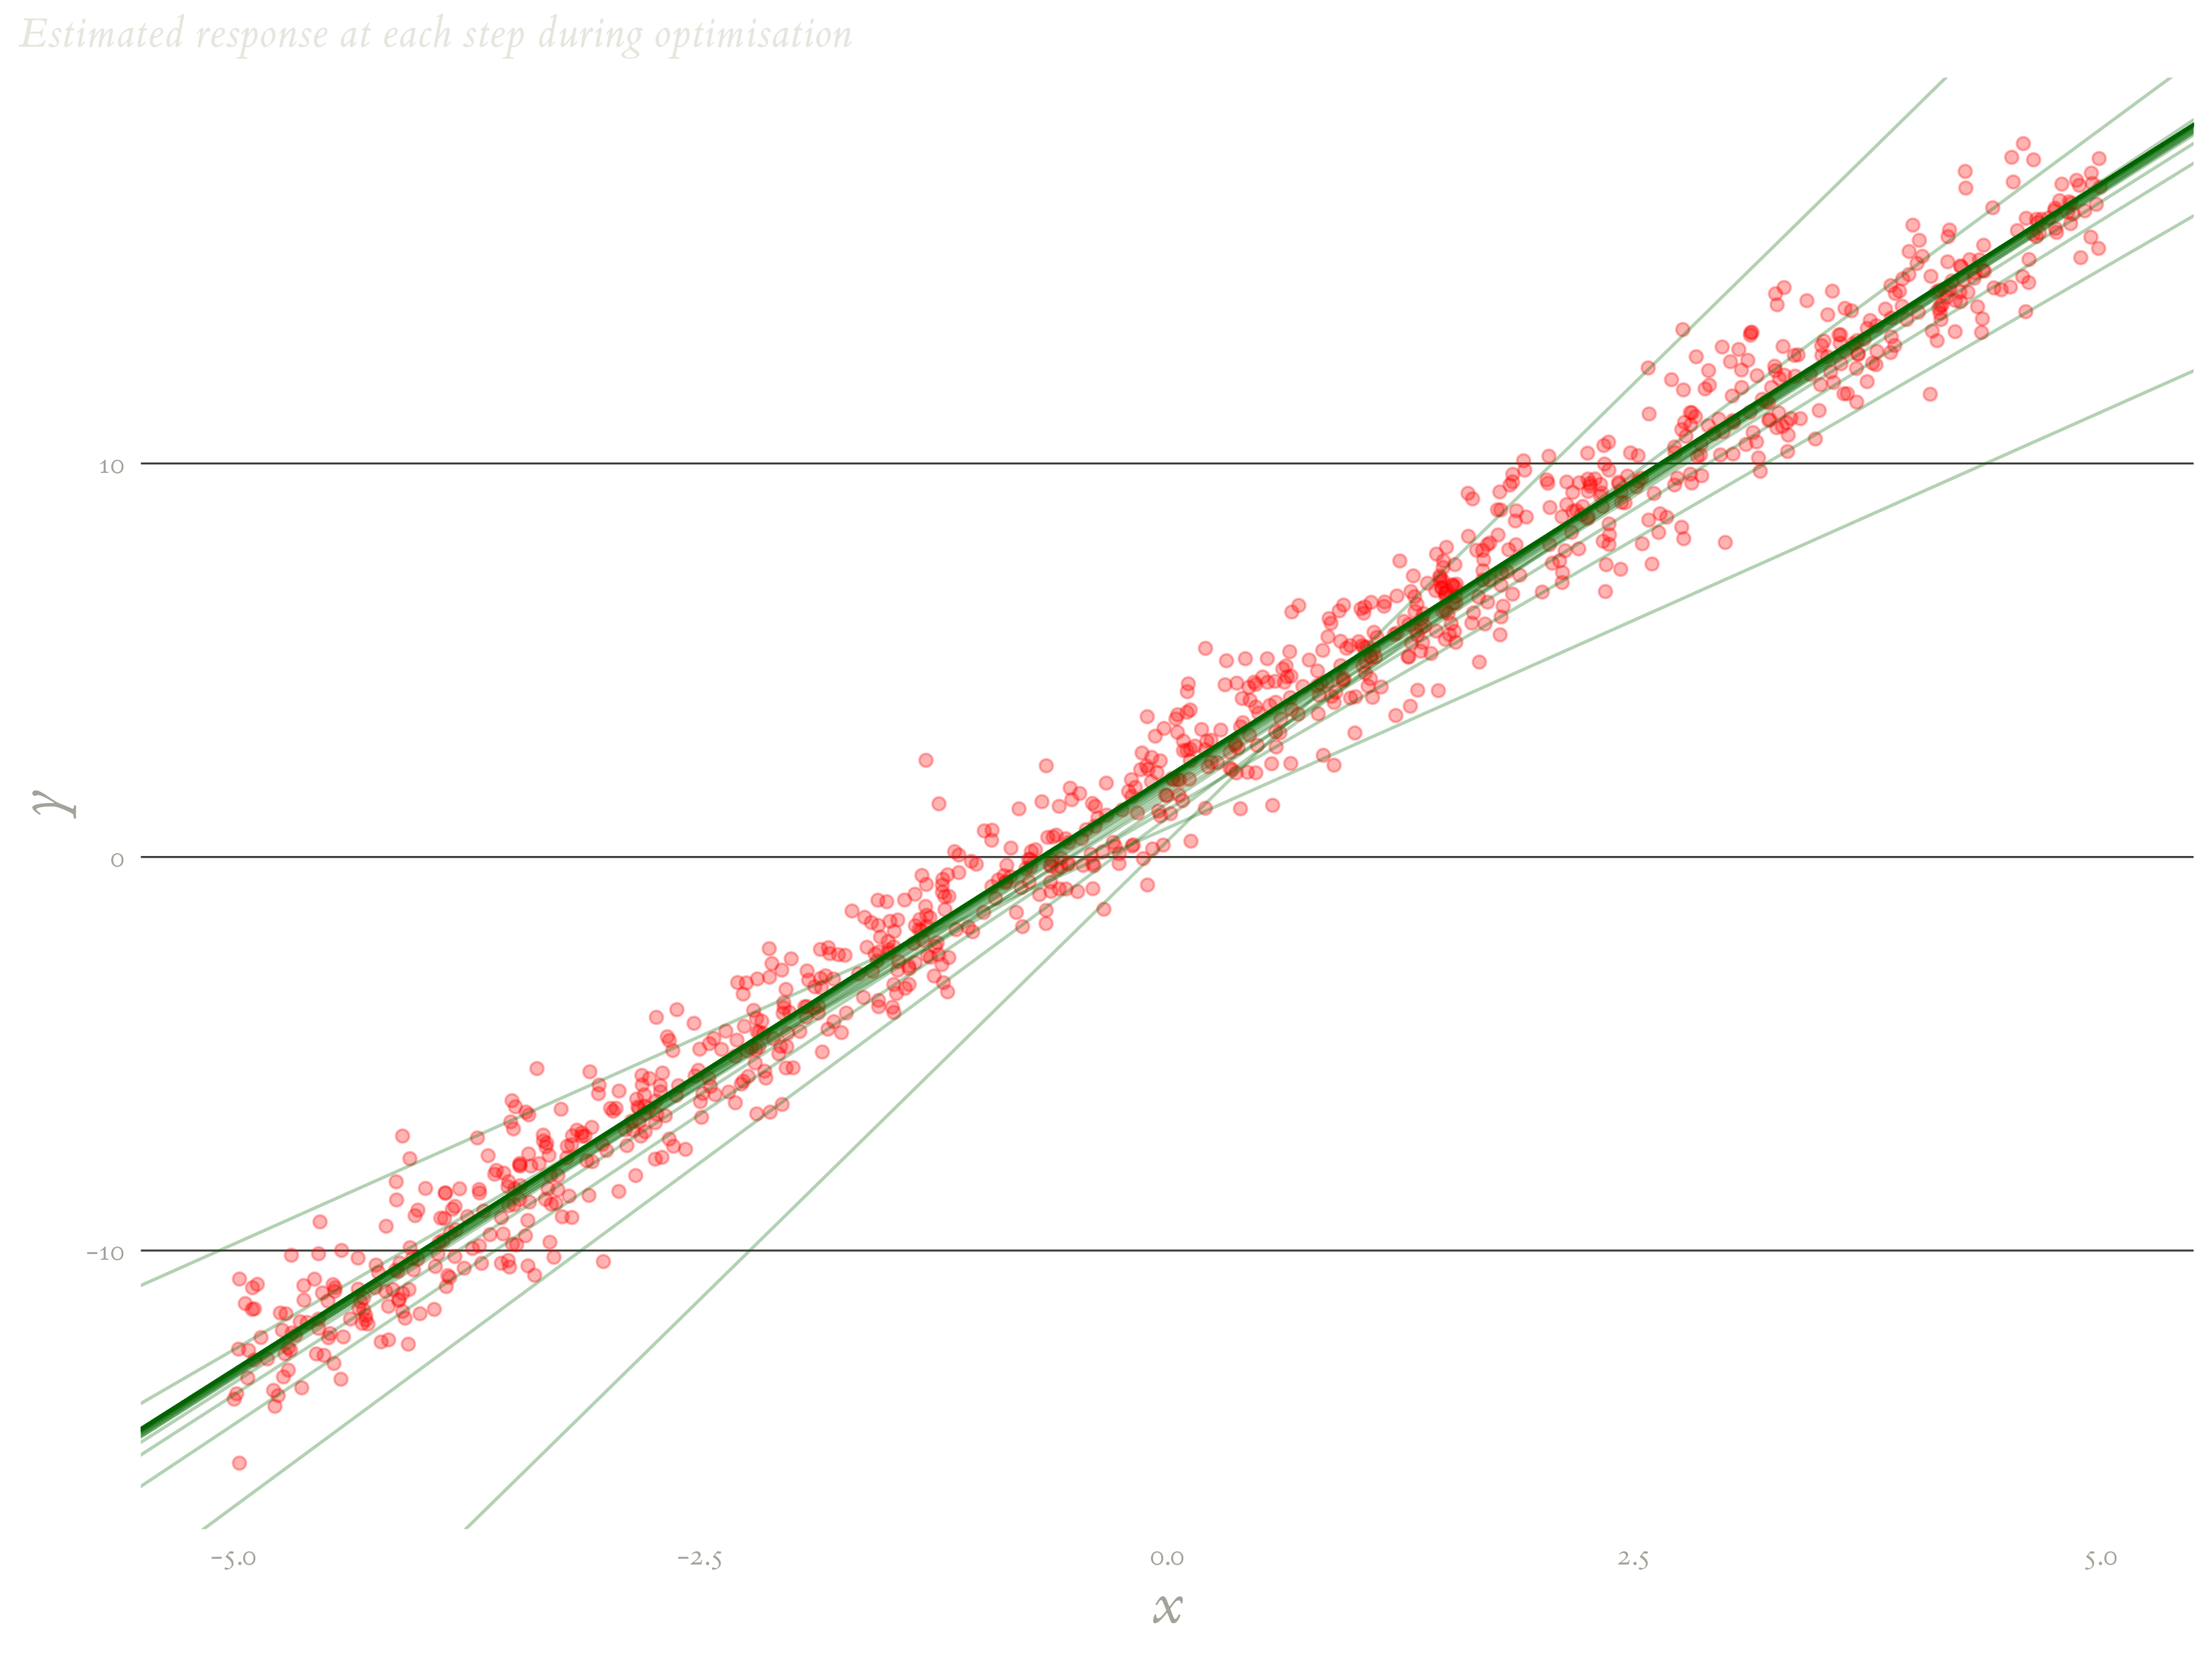 Estimated response at each step during optimisation
10
0
−10
y
−5.0
−2.5
0.0
2.5
5.0
x